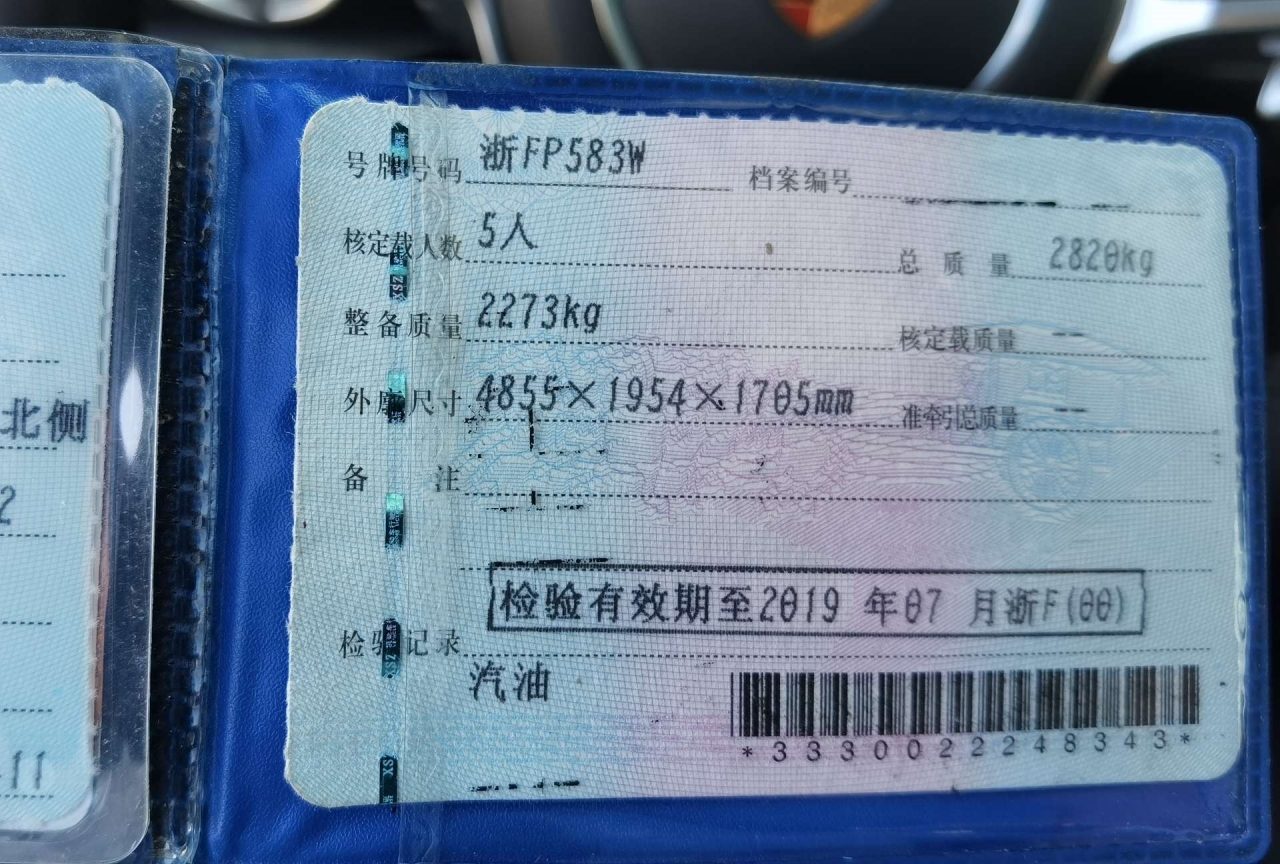 北侧
2
11
号牌号码 浙FP583W 档案编号
核定载人数 5人 总质量 2820kg
整备质量 2273kg 核定载质量 --
外廓尺寸 4855×1954×1705mm 准牵引总质量 --
备注
检验有效期至2019 年07 月浙F(00)
检验记录
汽油
*3330022248343*